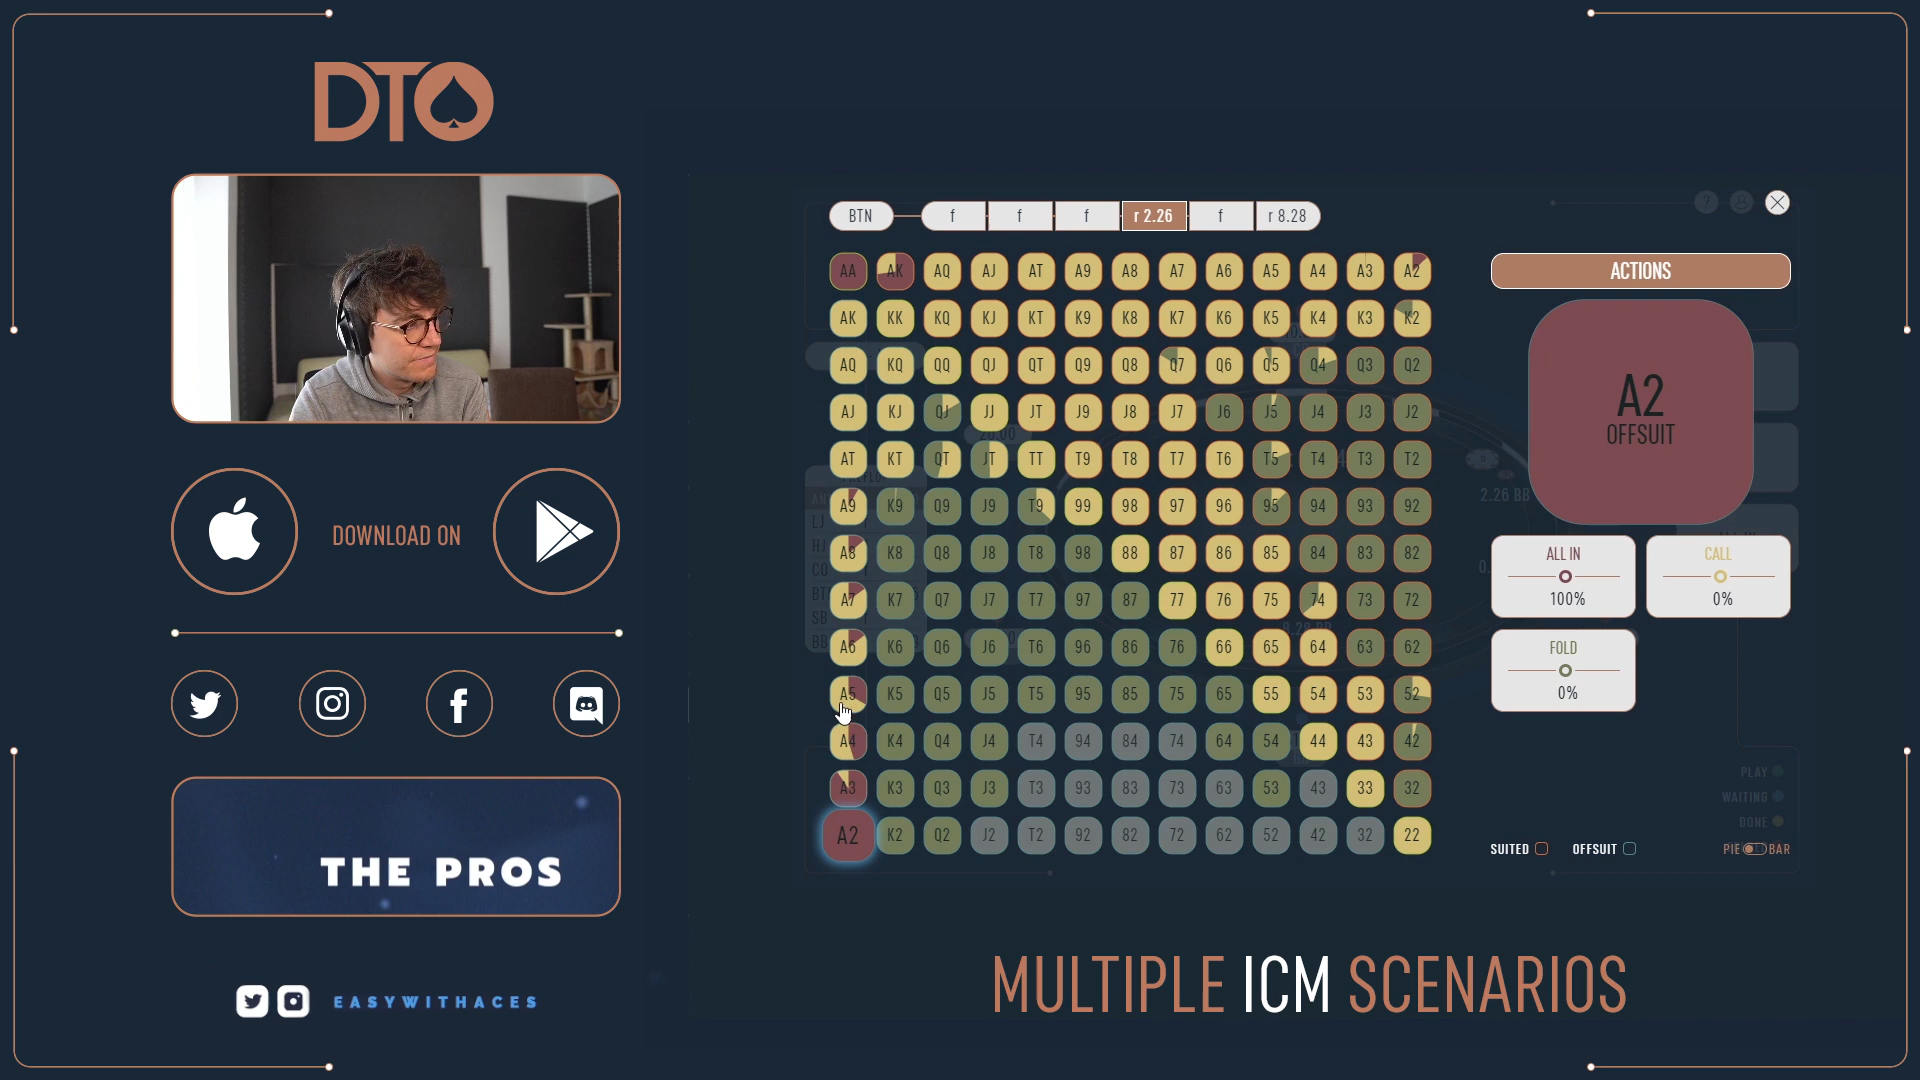 DTO
DOWNLOAD ON
THE PROS
EASYWITHACES
BTN f f f r 2.26 f r 8.28
AA AK AQ AJ AT A9 A8 A7 A6 A5 A4 A3 A2
AK KK KQ KJ KT K9 K8 K7 K6 K5 K4 K3 K2
AQ KQ QQ QJ QT Q9 Q8 Q7 Q6 Q5 Q4 Q3 Q2
AJ KJ QJ JJ JT J9 J8 J7 J6 J5 J4 J3 J2
AT KT QT JT TT T9 T8 T7 T6 T5 T4 T3 T2
A9 K9 Q9 J9 T9 99 98 97 96 95 94 93 92
A8 K8 Q8 J8 T8 98 88 87 86 85 84 83 82
A7 K7 Q7 J7 T7 97 87 77 76 75 74 73 72
A6 K6 Q6 J6 T6 96 86 76 66 65 64 63 62
A5 K5 Q5 J5 T5 95 85 75 65 55 54 53 52
A4 K4 Q4 J4 T4 94 84 74 64 54 44 43 42
A3 K3 Q3 J3 T3 93 83 73 63 53 43 33 32
A2 K2 Q2 J2 T2 92 82 72 62 52 42 32 22
ACTIONS
A2
OFFSUIT
2.26 BB
ALL IN
100%
CALL
0%
FOLD
0%
PLAY
WAITING
DONE
SUITED OFFSUIT PIE BAR
MULTIPLE ICM SCENARIOS